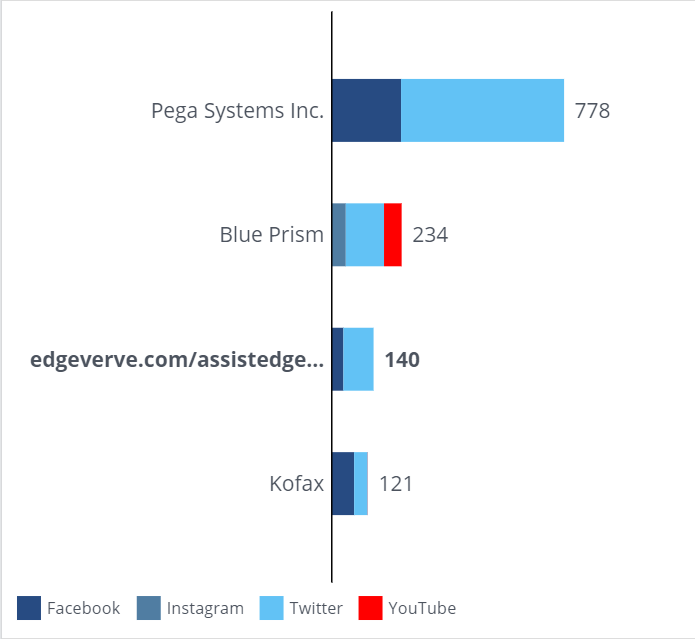 Pega Systems Inc. 778
Blue Prism 234
edgeverve.com/assistedge... 140
Kofax 121
Facebook Instagram Twitter YouTube